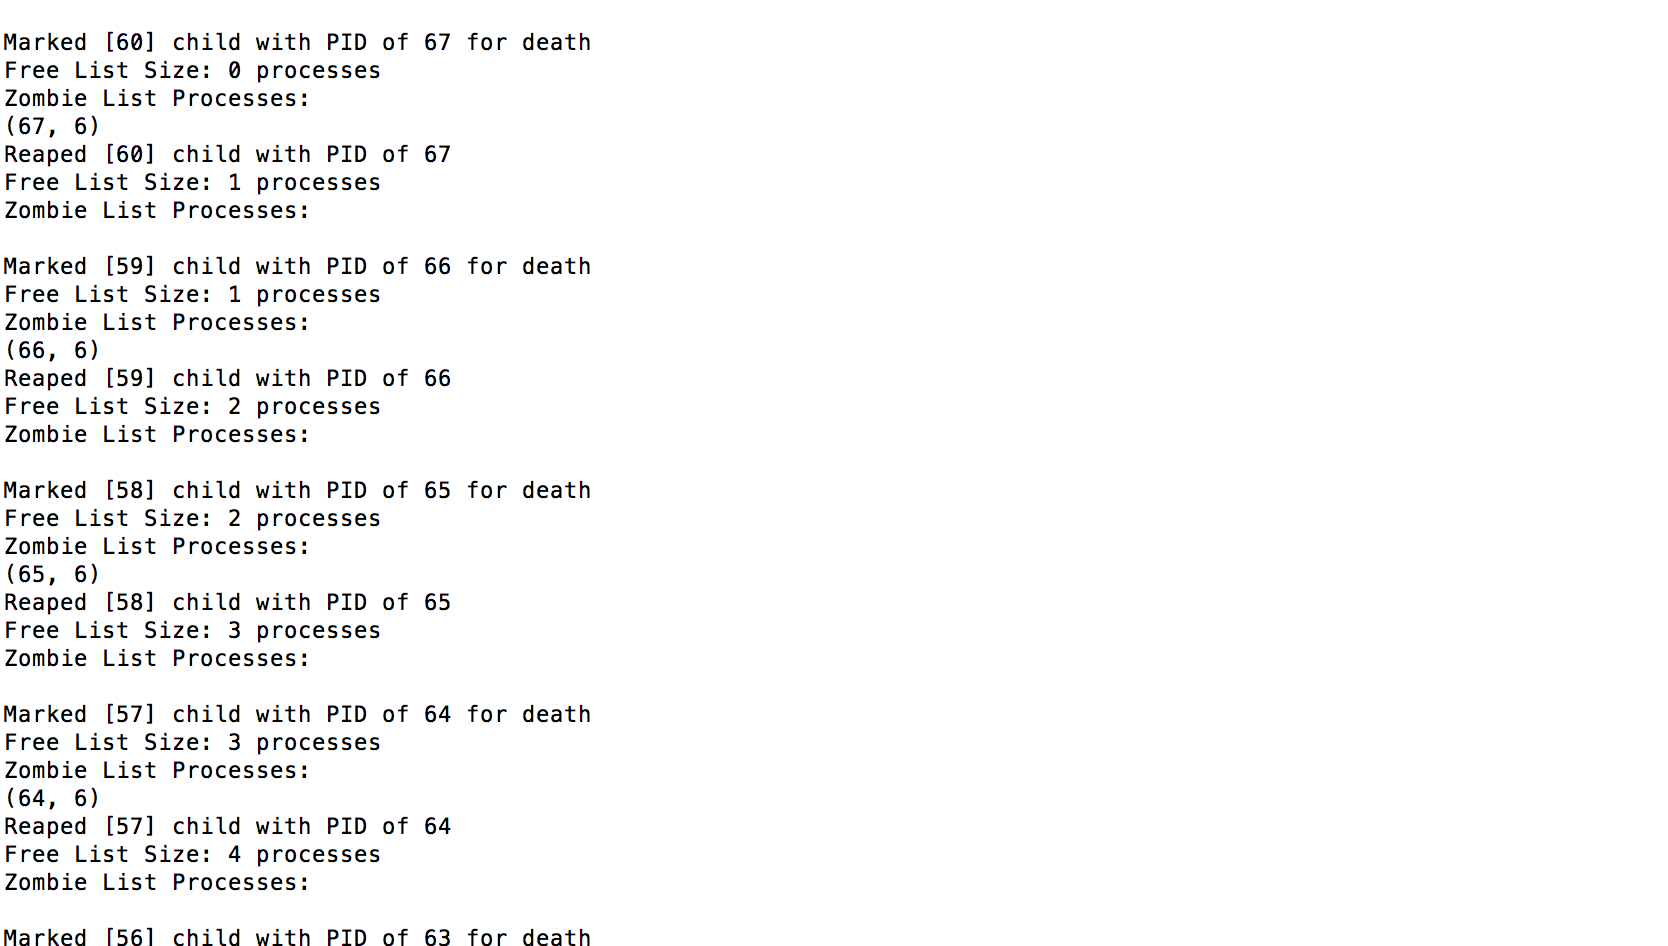 Marked [60] child with PID of 67 for death
Free List Size: 0 processes
Zombie List Processes:
(67, 6)
Reaped [60] child with PID of 67
Free List Size: 1 processes
Zombie List Processes:
Marked [59] child with PID of 66 for death
Free List Size: 1 processes
Zombie List Processes:
(66, 6)
Reaped [59] child with PID of 66
Free List Size: 2 processes
Zombie List Processes:
Marked [58] child with PID of 65 for death
Free List Size: 2 processes
Zombie List Processes:
(65, 6)
Reaped [58] child with PID of 65
Free List Size: 3 processes
Zombie List Processes:
Marked [57] child with PID of 64 for death
Free List Size: 3 processes
Zombie List Processes:
(64, 6)
Reaped [57] child with PID of 64
Free List Size: 4 processes
Zombie List Processes:
Marked [56] child with PID of 63 for death